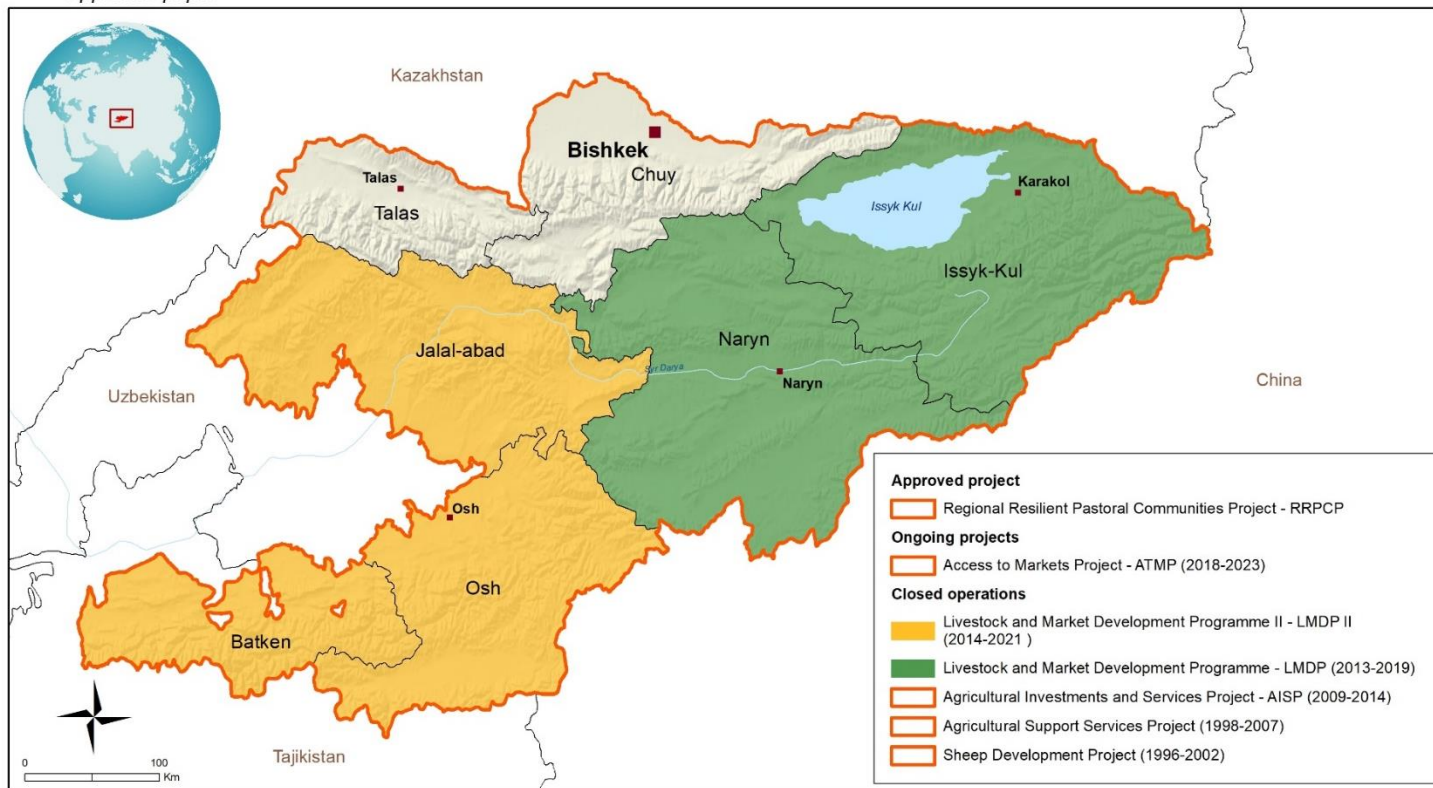 Kazakhstan
Bishkek
Chuy
Talas
Talas
Karakol
Issyk Kul
Issyk-Kul
Jalal-abad
Naryn
Syr Darya
Naryn
Uzbekistan
China
Osh
Osh
Batken
Tajikistan
0 100
Km
Approved project
Regional Resilient Pastoral Communities Project - RRPCP
Ongoing projects
Access to Markets Project - ATMP (2018-2023)
Closed operations
Livestock and Market Development Programme II - LMDP II
(2014-2021 )
Livestock and Market Development Programme - LMDP (2013-2019)
Agricultural Investments and Services Project - AISP (2009-2014)
Agricultural Support Services Project (1998-2007)
Sheep Development Project (1996-2002)